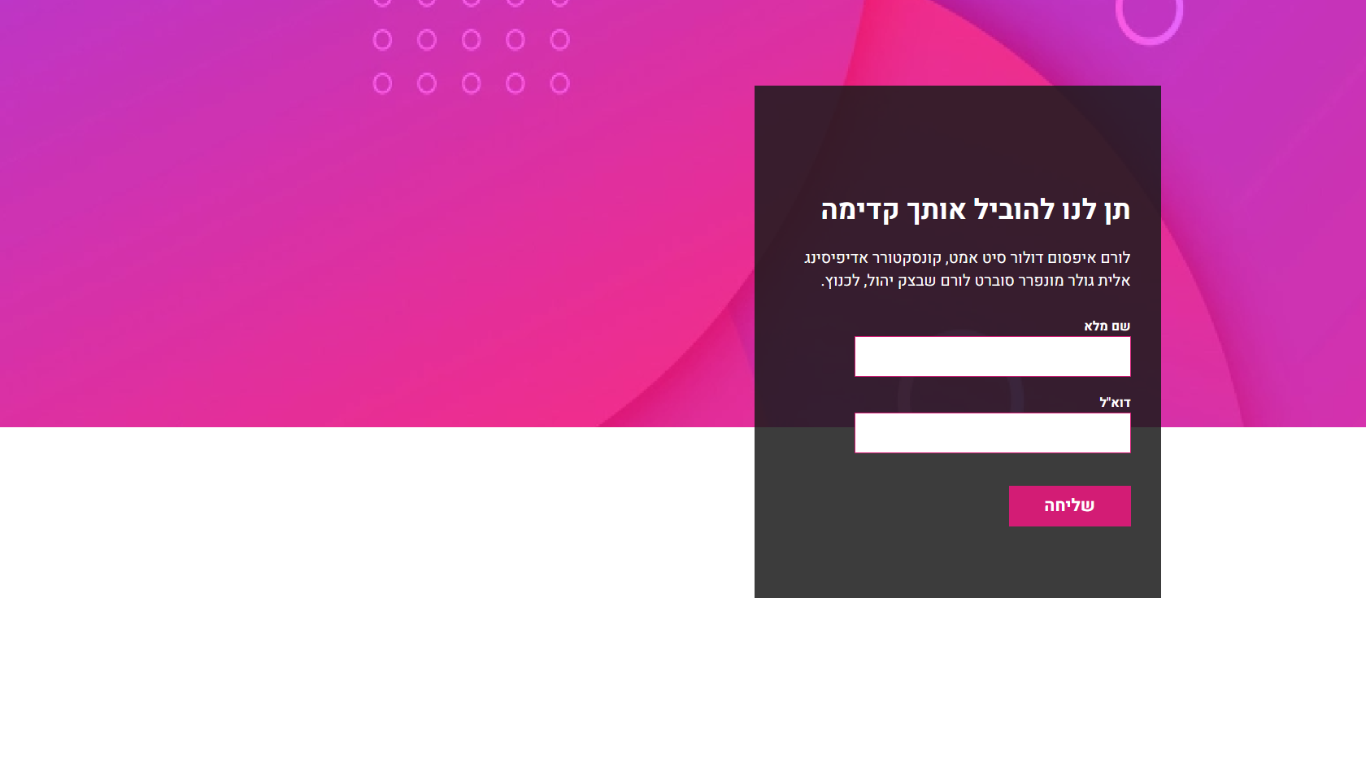 תן לנו להוביל אותך קדימה
לורם איפסום דולור סיט אמט, קונסקטורר אדיפיסינג
אלית גולר מונפרר סוברט לורם שבצק יהול, לכנוץ.
שם מלא
דוא"ל
שליחה